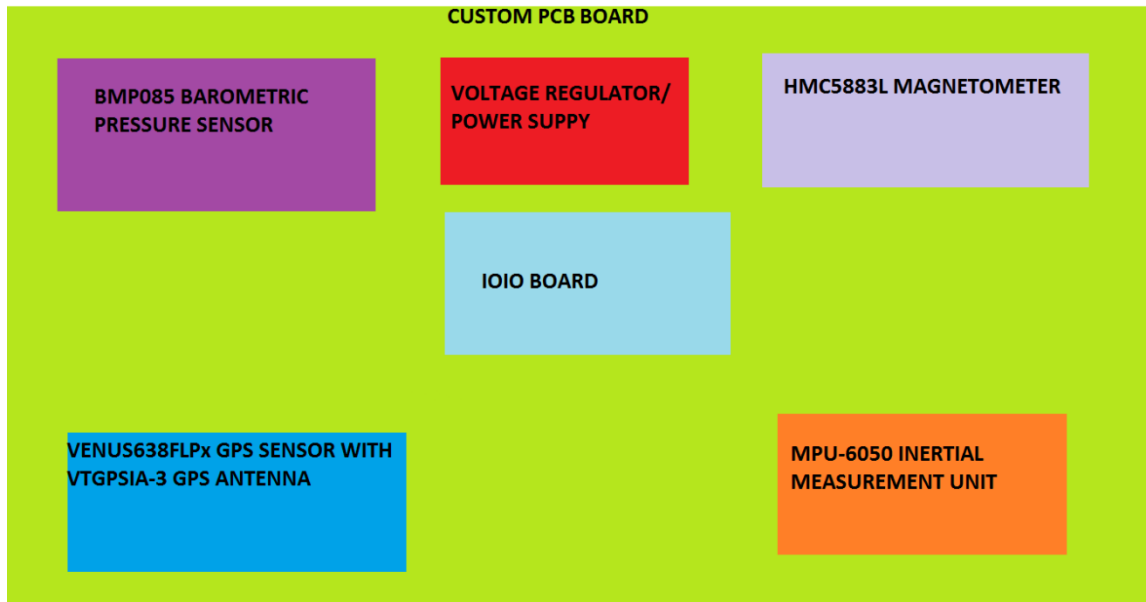 CUSTOM PCB BOARD
BMP085 BAROMETRIC
PRESSURE SENSOR
VOLTAGE REGULATOR/
POWER SUPPY
HMC5883L MAGNETOMETER
IOIO BOARD
VENUS638FLPx GPS SENSOR WITH
VTGPSIA-3 GPS ANTENNA
MPU-6050 INERTIAL
MEASUREMENT UNIT